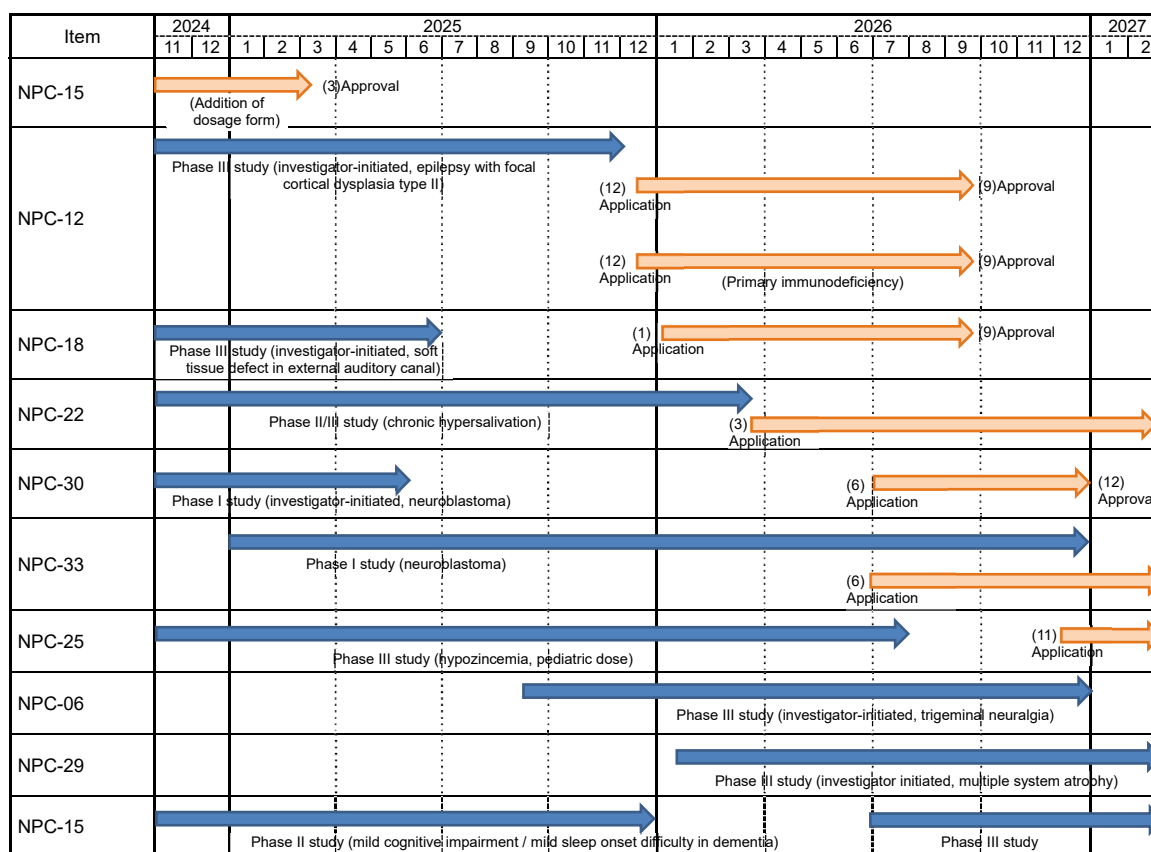 Item
2024 2025 2026 2027
11 12 1 2 3 4 5 6 7 8 9 10 11 12 1 2 3 4 5 6 7 8 9 10 11 12 1 2
NPC-15
(3)Approval
(Addition of
dosage form)
NPC-12
Phase III study (investigator-initiated, epilepsy with focal
cortical dysplasia type II)
(12)
Application
(9)Approval
(12)
Application
(9)Approval
(Primary immunodeficiency)
NPC-18
Phase III study (investigator-initiated, soft
tissue defect in external auditory canal)
(1)
Application
(9)Approval
NPC-22
Phase II/III study (chronic hypersalivation)
(3)
Application
NPC-30
Phase I study (investigator-initiated, neuroblastoma)
(6)
Application
(12)
Approva
NPC-33
Phase I study (neuroblastoma)
(6)
Application
NPC-25
Phase III study (hypozincemia, pediatric dose)
(11)
Application
NPC-06
Phase III study (investigator-initiated, trigeminal neuralgia)
NPC-29
Phase III study (investigator initiated, multiple system atrophy)
NPC-15
Phase II study (mild cognitive impairment / mild sleep onset difficulty in dementia)
Phase III study